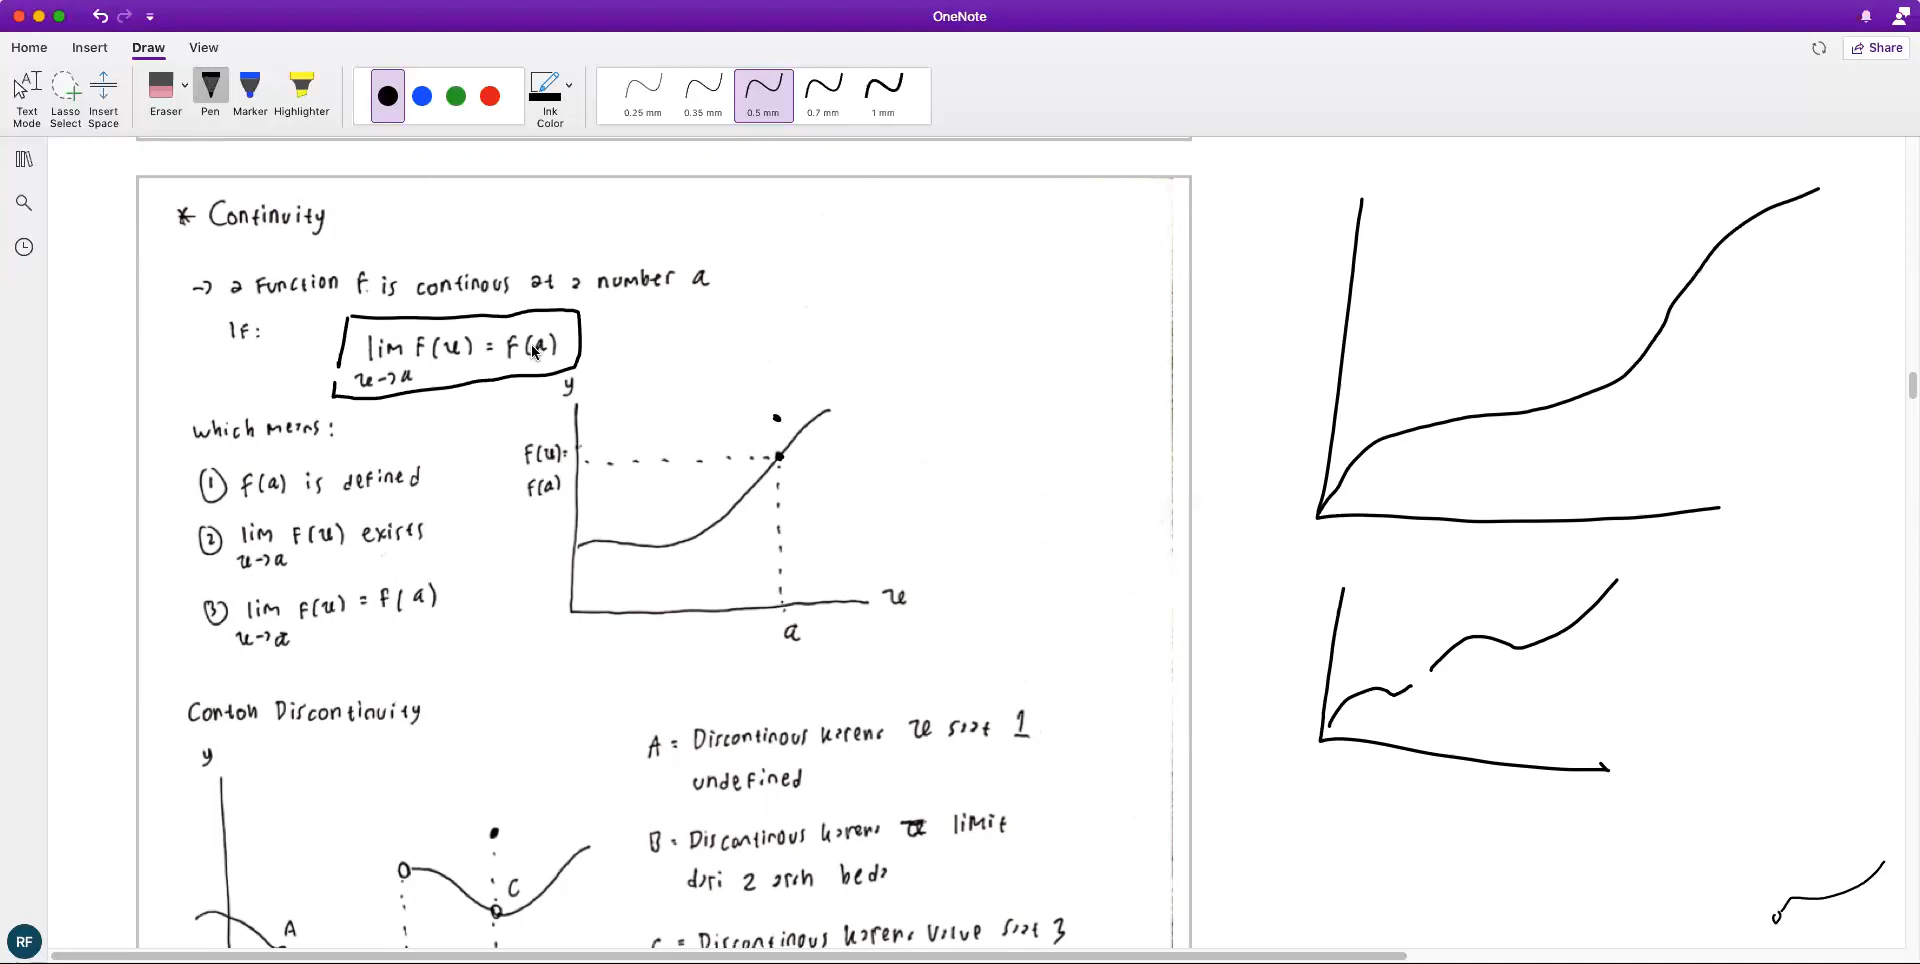 OneNote
Home Insert Draw View
Share
Text Mode
Lasso Select
Insert Space
Eraser
Pen
Marker
Highlighter
Ink Color
0.25 mm
0.35 mm
0.5 mm
0.7 mm
1 mm
* Continuity
→ a Function f is continous at a number a
If:
lim F(x) = f(a)
x→a
which means:
① f(a) is defined
② lim F(x) exists
x→a
③ lim F(x) = f(a)
x→a
y
F(x)=
f(a)
x
a
Contoh Discontinuity
y
A
C
A = Discontinous karena x saat 1
undefined
B = Discontinous karena limit
dari 2 arah beda
C = Discontinous karena value saat 3
RF